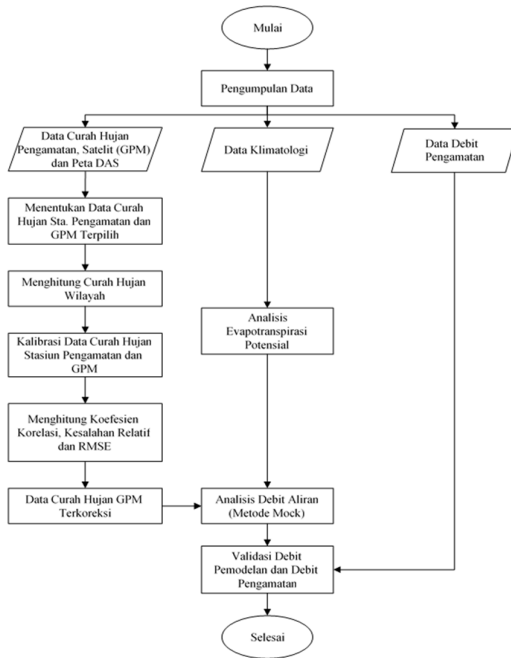 Mulai
Pengumpulan Data
Data Curah Hujan
Pengamatan, Satelit (GPM)
dan Peta DAS
Data Klimatologi
Data Debit
Pengamatan
Menentukan Data Curah
Hujan Sta. Pengamatan dan
GPM Terpilih
Menghitung Curah Hujan
Wilayah
Analisis
Evapotranspirasi
Potensial
Kalibrasi Data Curah Hujan
Stasiun Pengamatan dan
GPM
Menghitung Koefesien
Korelasi, Kesalahan Relatif
dan RMSE
Data Curah Hujan GPM
Terkoreksi
Analisis Debit Aliran
(Metode Mock)
Validasi Debit
Pemodelan dan Debit
Pengamatan
Selesai